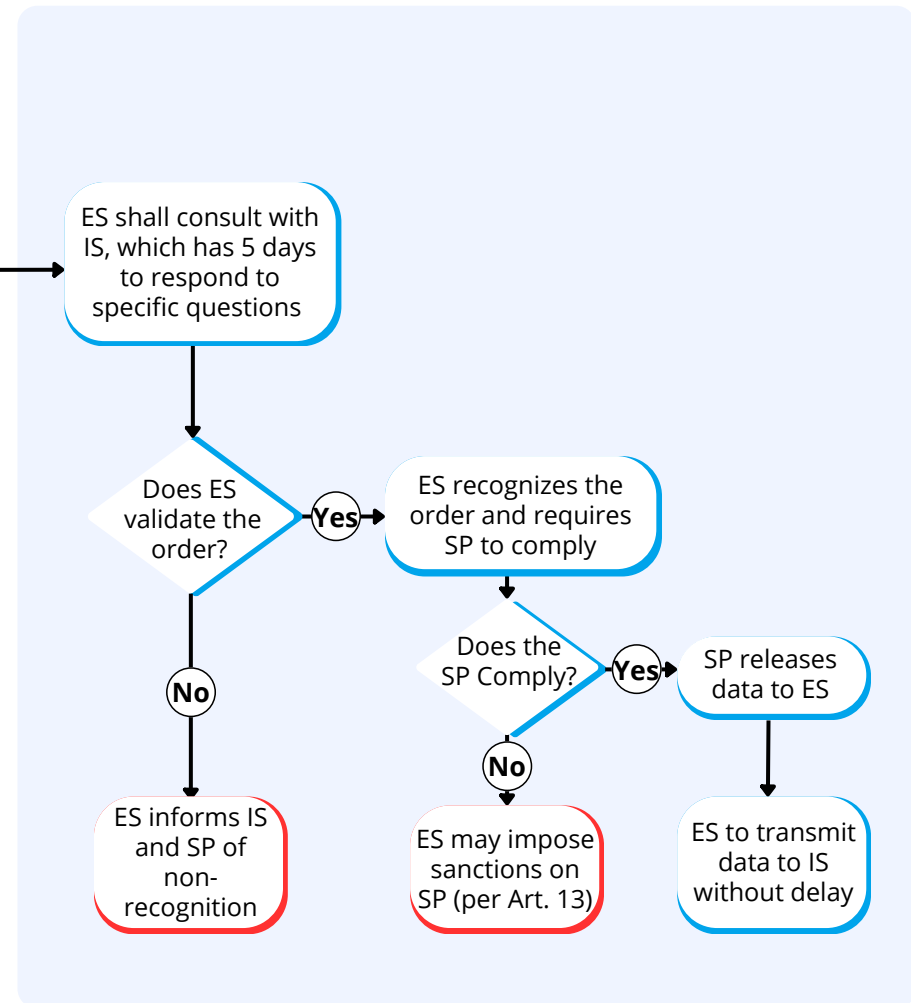 ES shall consult with
IS, which has 5 days
to respond to
specific questions
Does ES
validate the
order?
Yes
ES recognizes the
order and requires
SP to comply
Does the
SP Comply?
Yes
SP releases
data to ES
No
No
ES informs IS
and SP of
non-
recognition
ES may impose
sanctions on
SP (per Art. 13)
ES to transmit
data to IS
without delay